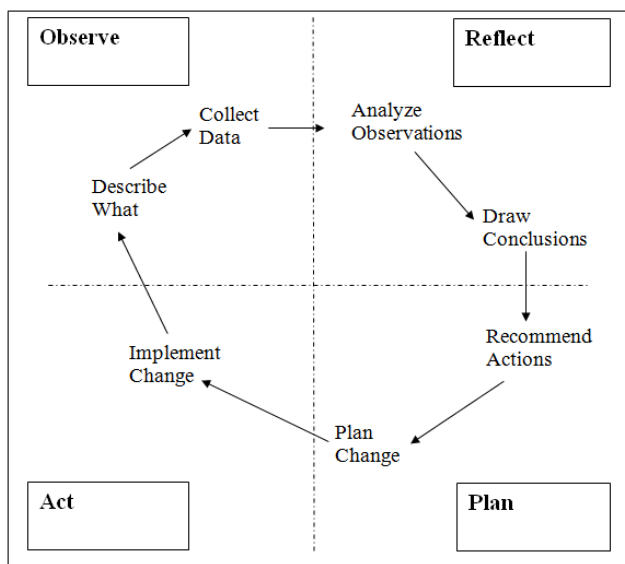 Observe
Reflect
Collect
Data
Analyze
Observations
Describe
What
Draw
Conclusions
Implement
Change
Recommend
Actions
Plan
Change
Act
Plan